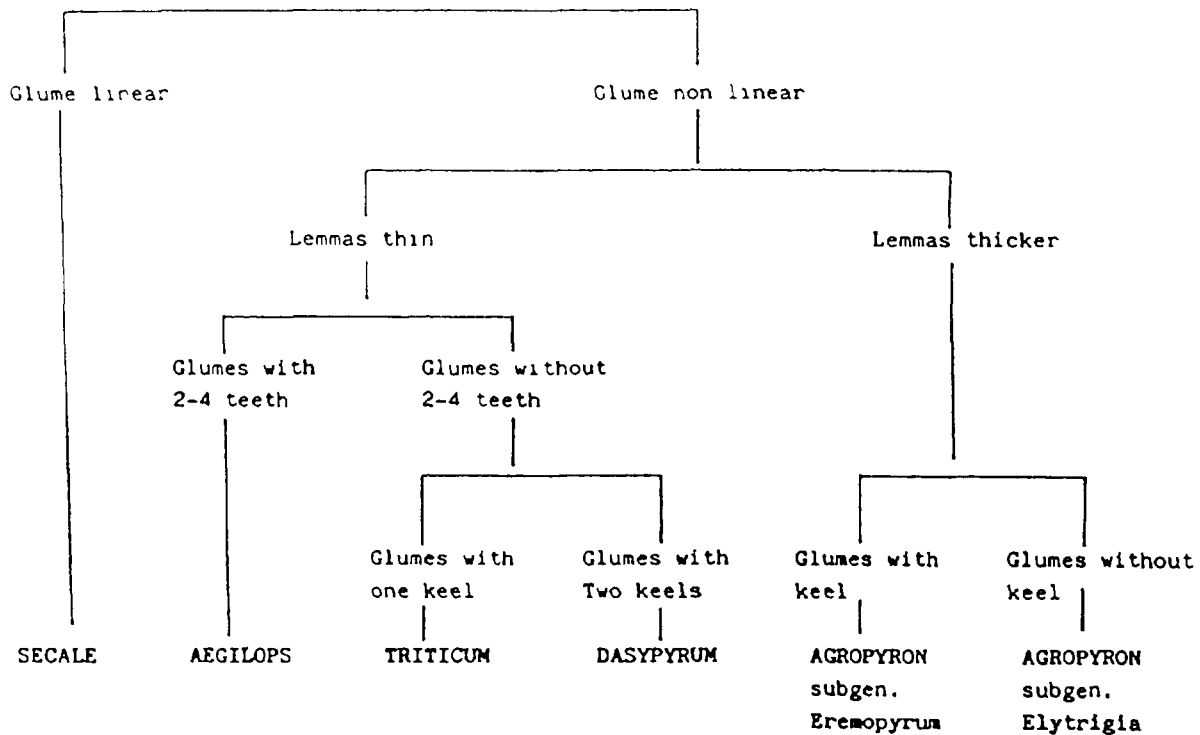 Glume linear
Glume non linear
Lemmas thin
Lemmas thicker
Glumes with
2-4 teeth
Glumes without
2-4 teeth
Glumes with
one keel
Glumes with
Two keels
Glumes with
keel
Glumes without
keel
SECALE
AEGILOPS
TRITICUM
DASYPYRUM
AGROPYRON
subgen.
Eremopyrum
AGROPYRON
subgen.
Elytrigia